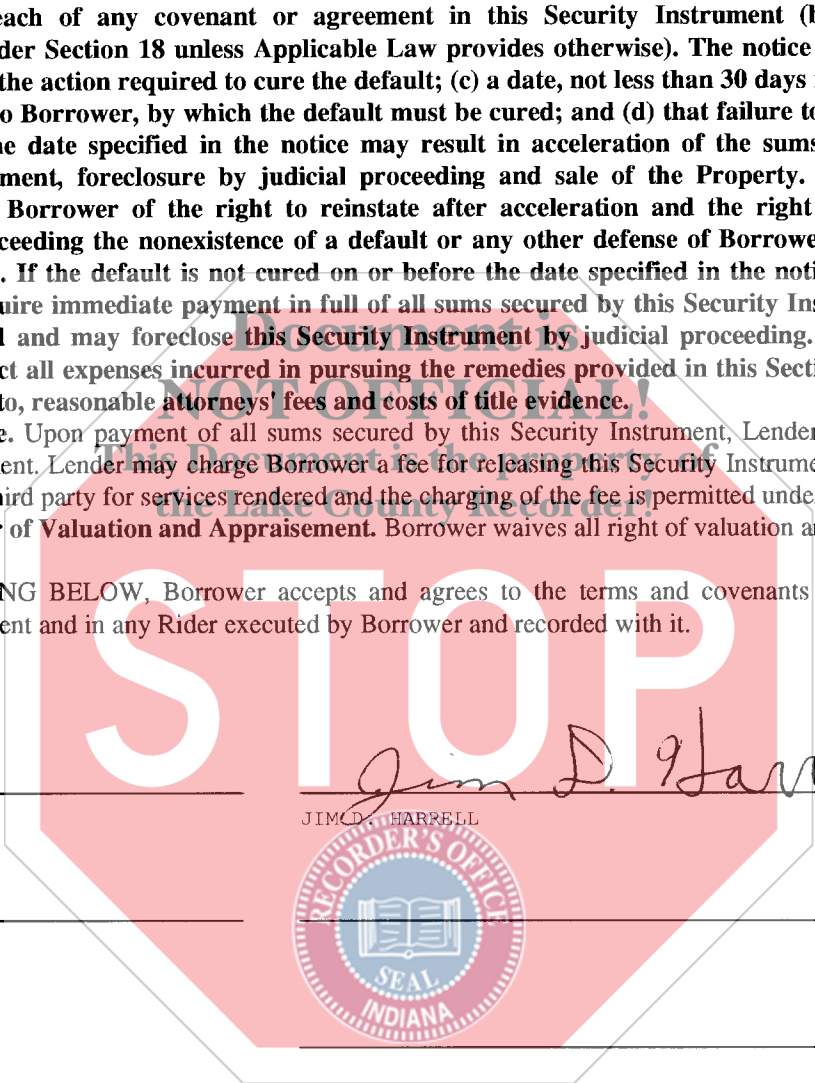 each of any covenant or agreement in this Security Instrument (b
der Section 18 unless Applicable Law provides otherwise). The notice
the action required to cure the default; (c) a date, not less than 30 days
o Borrower, by which the default must be cured; and (d) that failure to
e date specified in the notice may result in acceleration of the sums
ment, foreclosure by judicial proceeding and sale of the Property.
Borrower of the right to reinstate after acceleration and the right
ceeding the nonexistence of a default or any other defense of Borrowe
. If the default is not cured on or before the date specified in the noti
uire immediate payment in full of all sums secured by this Security Ins
l and may foreclose this Security Instrument by judicial proceeding.
Document is
ct all expenses incurred in pursuing the remedies provided in this Secti
NOT OFFICIAL!
to, reasonable attorneys' fees and costs of title evidence.
e. Upon payment of all sums secured by this Security Instrument, Lender
This Document is the property of
ent. Lender may charge Borrower a fee for releasing this Security Instrume
hird party for services rendered and the charging of the fee is permitted unde
the Lake County Recorder!
r of Valuation and Appraisement. Borrower waives all right of valuation a
NG BELOW, Borrower accepts and agrees to the terms and covenants
ent and in any Rider executed by Borrower and recorded with it.
STOP
Jim D. Harr
JIM D. HARRELL
RECORDER'S OFFICE
SEAL
INDIANA